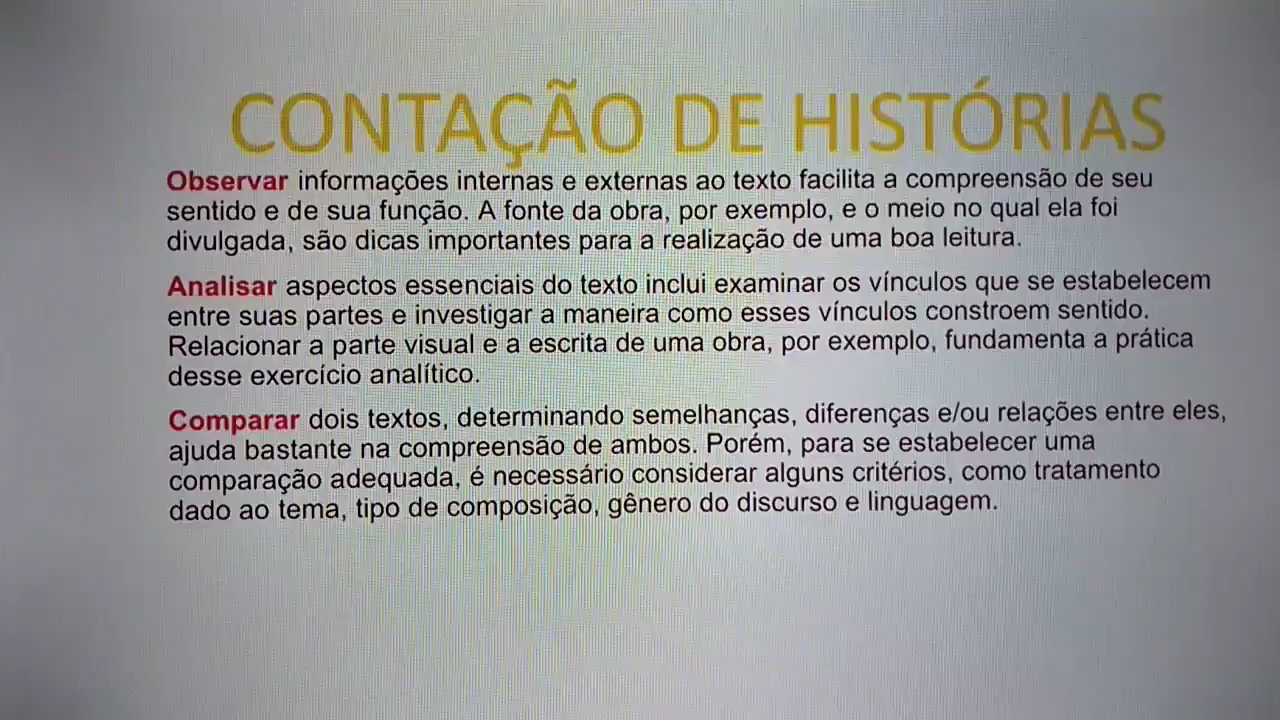 CONTAÇÃO DE HISTÓRIAS
Observar informações internas e externas ao texto facilita a compreensão de seu
sentido e de sua função. A fonte da obra, por exemplo, e o meio no qual ela foi
divulgada, são dicas importantes para a realização de uma boa leitura.
Analisar aspectos essenciais do texto inclui examinar os vínculos que se estabelecem
entre suas partes e investigar a maneira como esses vínculos constroem sentido.
Relacionar a parte visual e a escrita de uma obra, por exemplo, fundamenta a prática
desse exercício analítico.
Comparar dois textos, determinando semelhanças, diferenças e/ou relações entre eles,
ajuda bastante na compreensão de ambos. Porém, para se estabelecer uma
comparação adequada, é necessário considerar alguns critérios, como tratamento
dado ao tema, tipo de composição, gênero do discurso e linguagem.